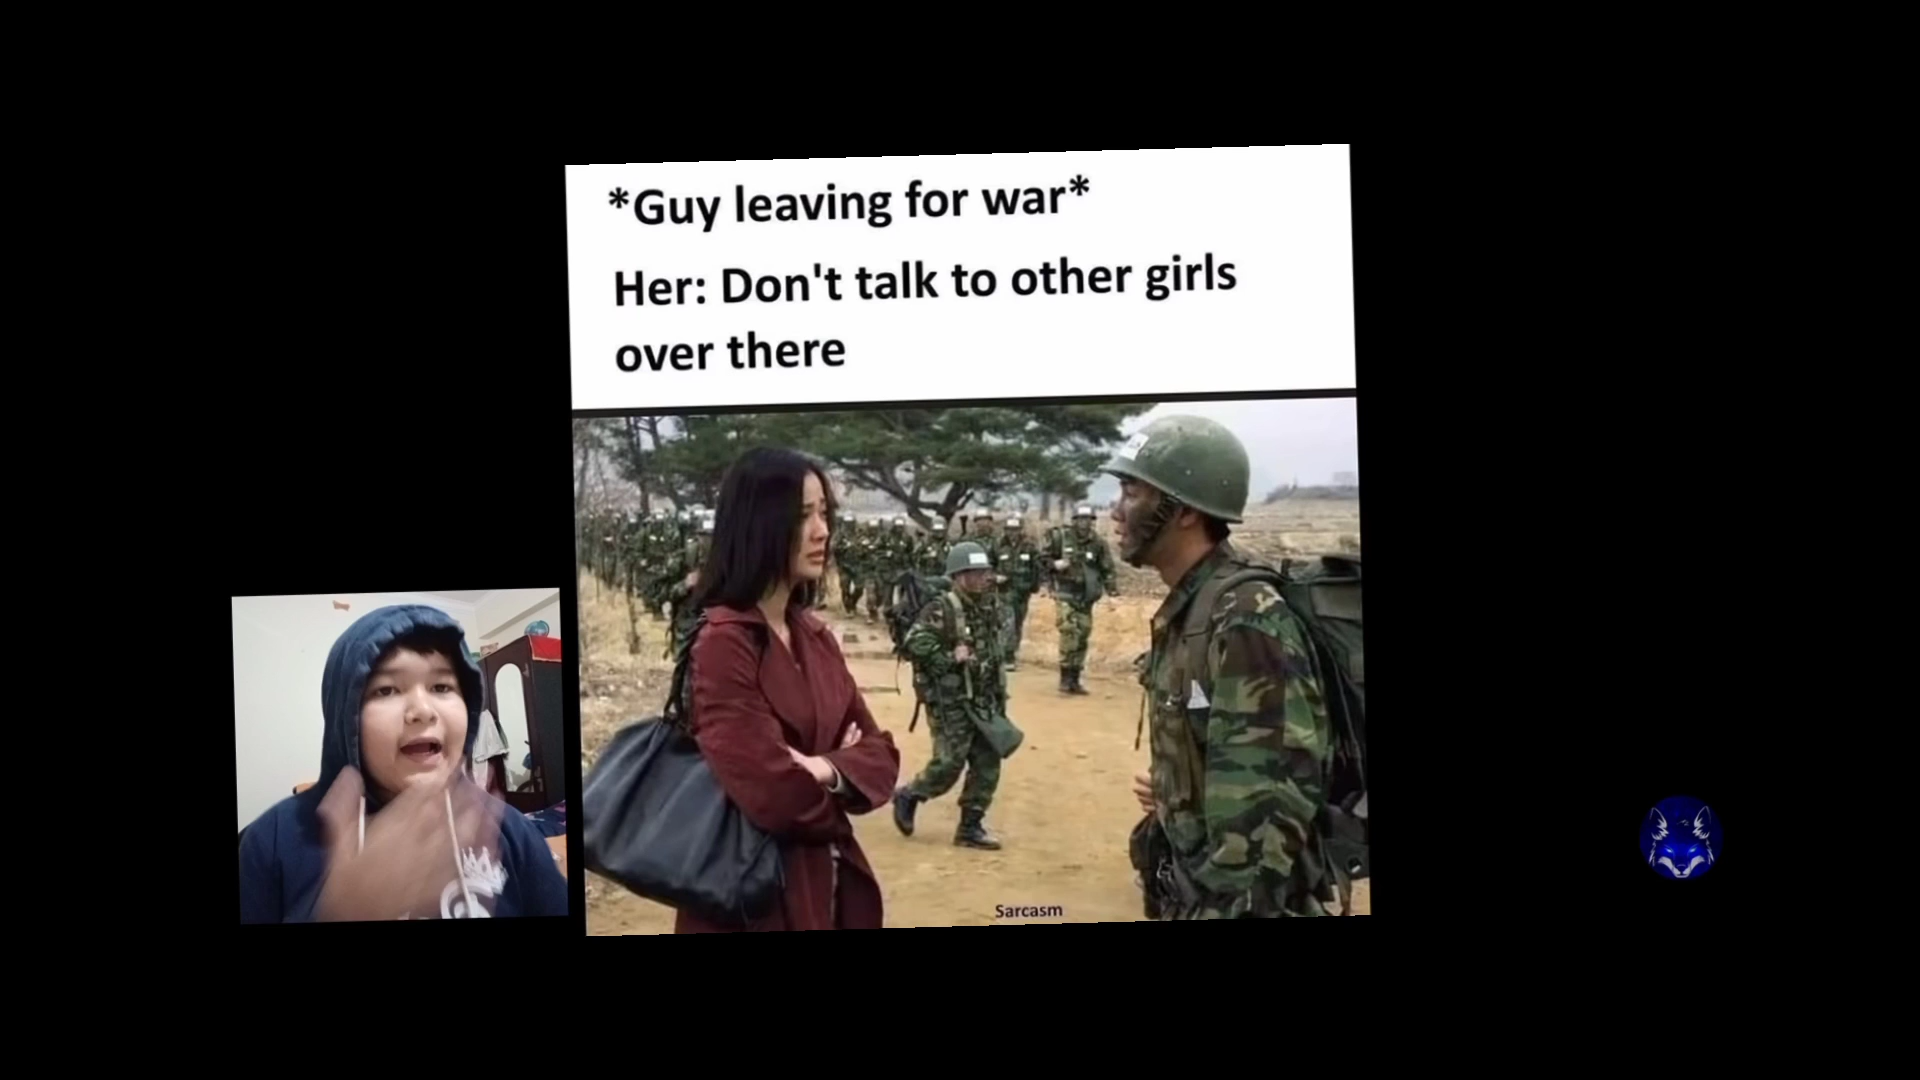 *Guy leaving for war*
Her: Don't talk to other girls
over there
Sarcasm